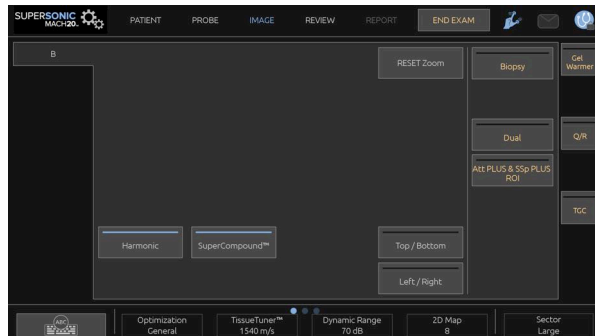 SUPERSONIC
MACH20.
PATIENT
PROBE
IMAGE
REVIEW
REPORT
END EXAM
B
RESET Zoom
Biopsy
Gel
Warmer
Dual
Q/R
Att PLUS & SSp PLUS
ROI
TGC
Harmonic
SuperCompound™
Top / Bottom
Left / Right
ABC
Optimization
General
TissueTuner™
1540 m/s
Dynamic Range
70 dB
2D Map
8
Sector
Large